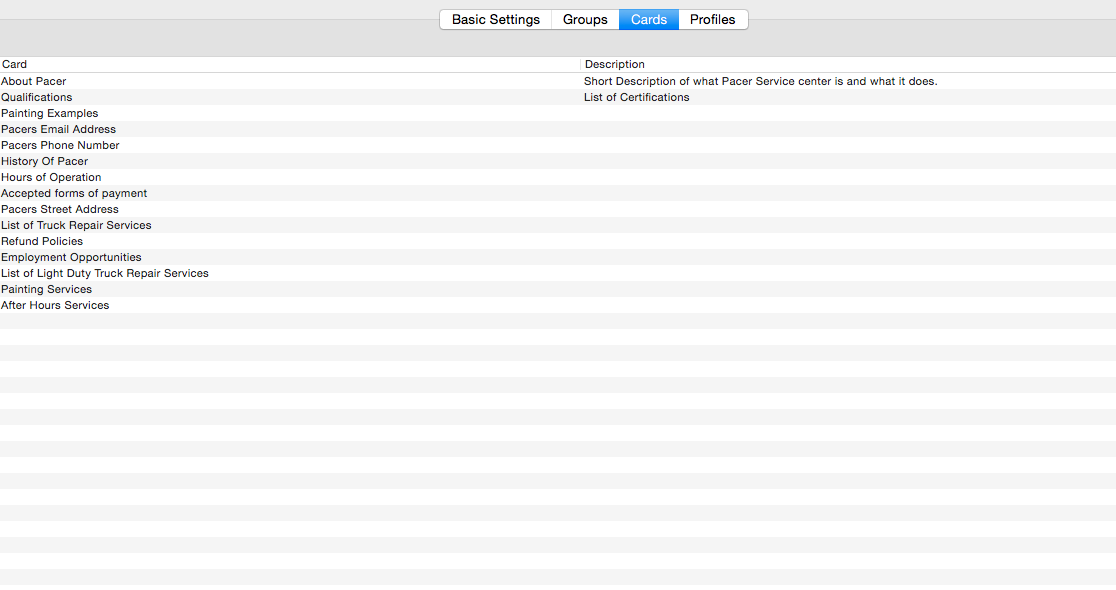 Basic Settings Groups Cards Profiles
Card Description
About Pacer Short Description of what Pacer Service center is and what it does.
Qualifications List of Certifications
Painting Examples
Pacers Email Address
Pacers Phone Number
History Of Pacer
Hours of Operation
Accepted forms of payment
Pacers Street Address
List of Truck Repair Services
Refund Policies
Employment Opportunities
List of Light Duty Truck Repair Services
Painting Services
After Hours Services